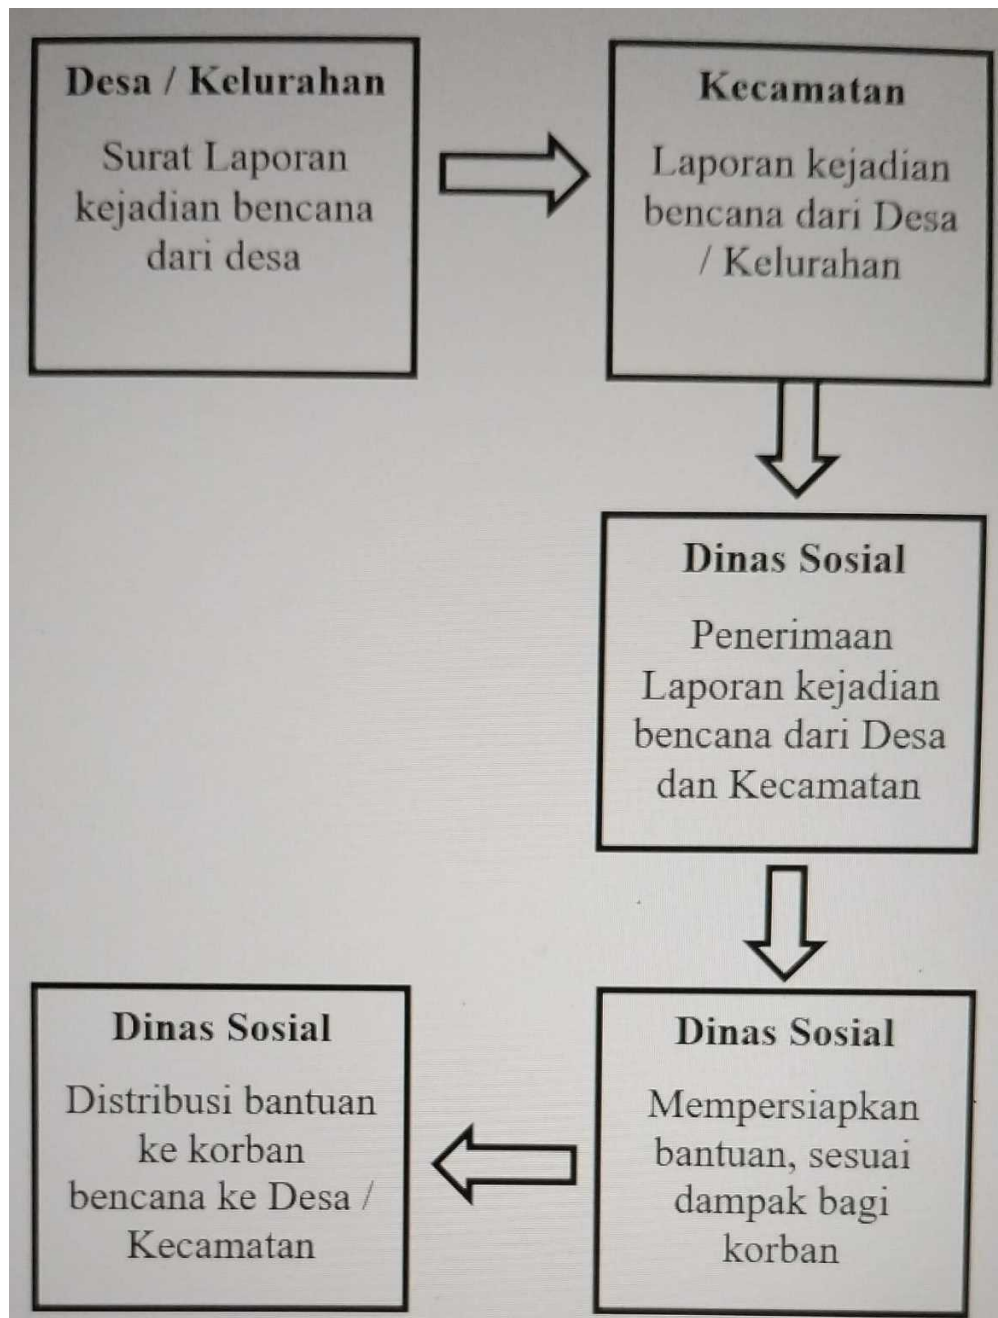 Desa / Kelurahan
Surat Laporan
kejadian bencana
dari desa
Kecamatan
Laporan kejadian
bencana dari Desa
/ Kelurahan
Dinas Sosial
Penerimaan
Laporan kejadian
bencana dari Desa
dan Kecamatan
Dinas Sosial
Mempersiapkan
bantuan, sesuai
dampak bagi
korban
Dinas Sosial
Distribusi bantuan
ke korban
bencana ke Desa /
Kecamatan